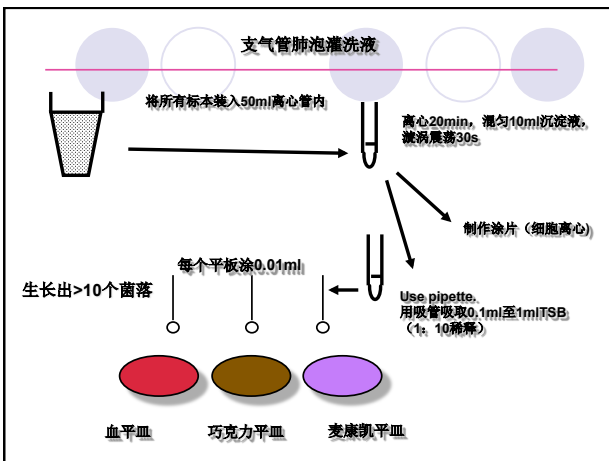 支气管肺泡灌洗液
将所有标本装入50ml离心管内
离心20min，混匀10ml沉淀液，
漩涡震荡30s
制作涂片（细胞离心)
每个平板涂0.01ml
生长出>10个菌落
Use pipette.
用吸管吸取0.1ml至1mlTSB
（1：10稀释）
血平皿
巧克力平皿
麦康凯平皿